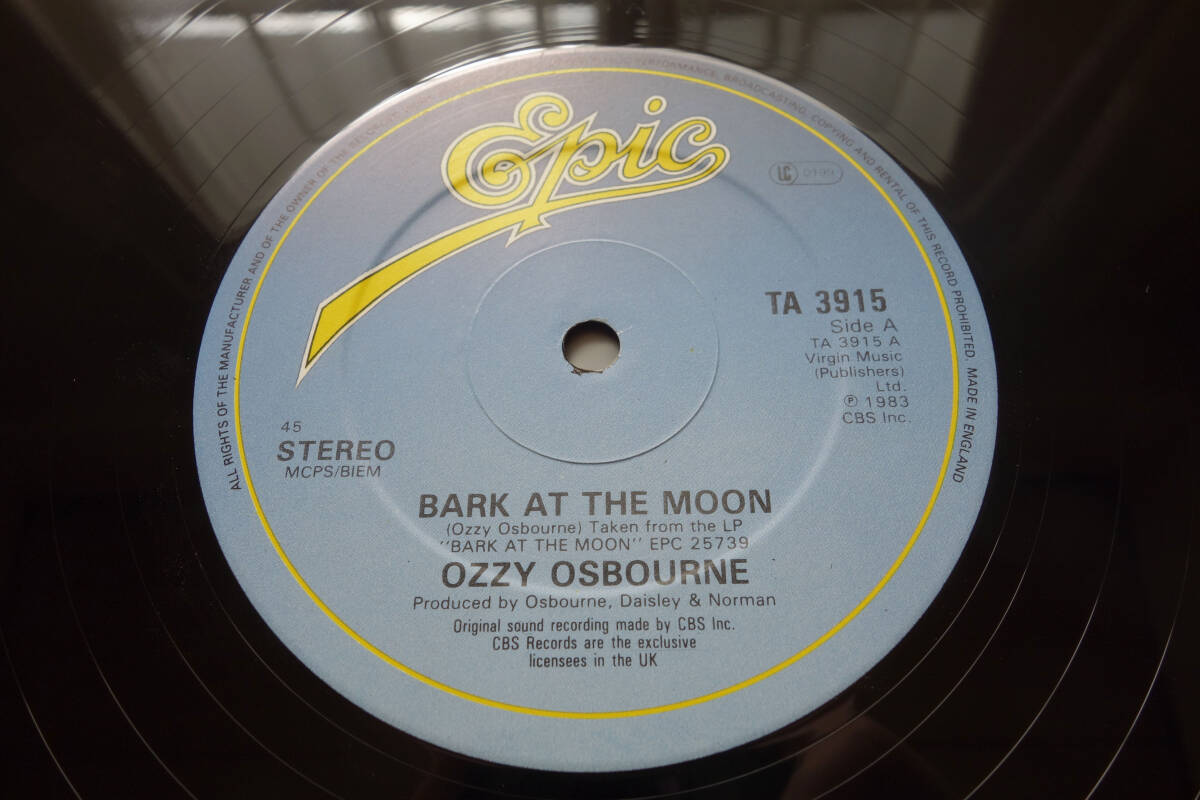 Epic
LC 0199
TA 3915
Side A
TA 3915 A
Virgin Music
(Publishers)
Ltd.
℗ 1983
CBS Inc.
45
STEREO
MCPS/BIEM
BARK AT THE MOON
(Ozzy Osbourne) Taken from the LP
"BARK AT THE MOON" EPC 25739
OZZY OSBOURNE
Produced by Osbourne, Daisley & Norman
Original sound recording made by CBS Inc.
CBS Records are the exclusive
licensees in the UK
ALL RIGHTS OF THE MANUFACTURER AND OF THE OWNER OF THE RECORDED PERFORMANCE, BROADCASTING, COPYING AND RENTAL OF THIS RECORD PROHIBITED. MADE IN ENGLAND